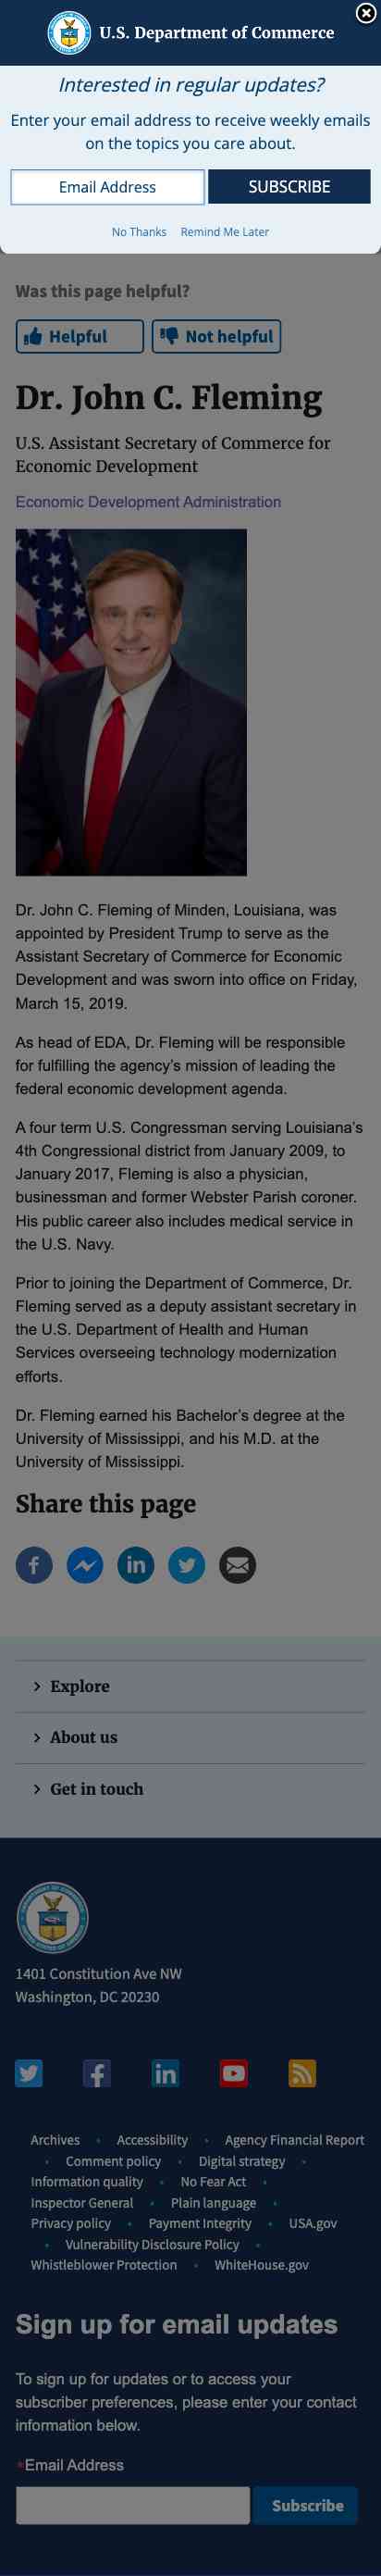 U.S. Department of Commerce
Interested in regular updates?
Enter your email address to receive weekly emails
on the topics you care about.
Email Address
SUBSCRIBE
No Thanks
Remind Me Later
Was this page helpful?
Helpful
Not helpful
Dr. John C. Fleming
U.S. Assistant Secretary of Commerce for
Economic Development
Economic Development Administration
Dr. John C. Fleming of Minden, Louisiana, was
appointed by President Trump to serve as the
Assistant Secretary of Commerce for Economic
Development and was sworn into office on Friday,
March 15, 2019.
As head of EDA, Dr. Fleming will be responsible
for fulfilling the agency’s mission of leading the
federal economic development agenda.
A four term U.S. Congressman serving Louisiana’s
4th Congressional district from January 2009, to
January 2017, Fleming is also a physician,
businessman and former Webster Parish coroner.
His public career also includes medical service in
the U.S. Navy.
Prior to joining the Department of Commerce, Dr.
Fleming served as a deputy assistant secretary in
the U.S. Department of Health and Human
Services overseeing technology modernization
efforts.
Dr. Fleming earned his Bachelor’s degree at the
University of Mississippi, and his M.D. at the
University of Mississippi.
Share this page
Explore
About us
Get in touch
1401 Constitution Ave NW
Washington, DC 20230
Archives • Accessibility • Agency Financial Report
• Comment policy • Digital strategy •
Information quality • No Fear Act •
Inspector General • Plain language •
Privacy policy • Payment Integrity • USA.gov
• Vulnerability Disclosure Policy •
Whistleblower Protection • WhiteHouse.gov
Sign up for email updates
To sign up for updates or to access your
subscriber preferences, please enter your contact
information below.
*Email Address
Subscribe